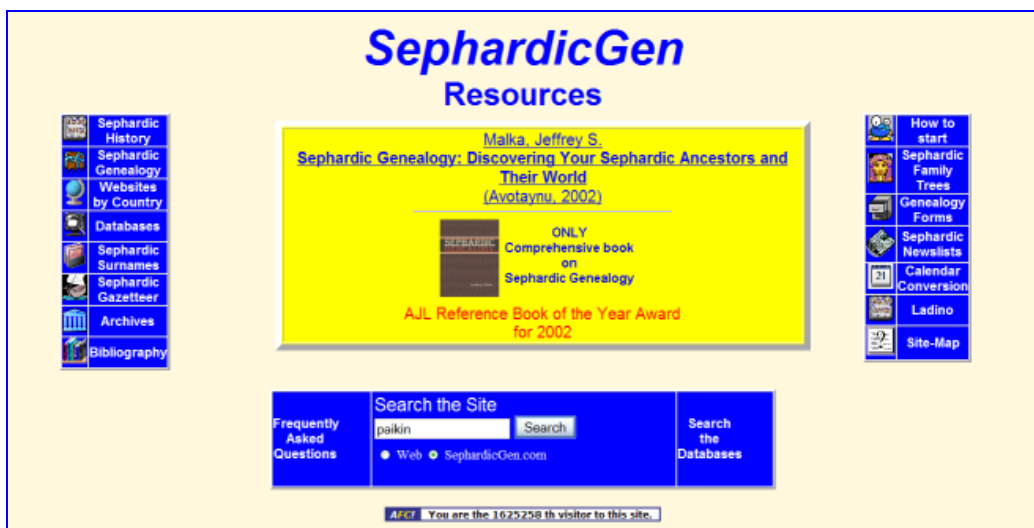 SephardicGen
Resources
Sephardic
History
Sephardic
Genealogy
Websites
by Country
Databases
Sephardic
Surnames
Sephardic
Gazetteer
Archives
Bibliography
Malka, Jeffrey S.
Sephardic Genealogy: Discovering Your Sephardic Ancestors and
Their World
(Avotaynu, 2002)
SEPHARDIC
ONLY
Comprehensive book
on
Sephardic Genealogy
AJL Reference Book of the Year Award
for 2002
How to
start
Sephardic
Family
Trees
Genealogy
Forms
Sephardic
Newslists
21
Calendar
Conversion
Ladino
Site-Map
Frequently
Asked
Questions
Search the Site
paikin
Search
Web
SephardicGen.com
Search
the
Databases
AFC! You are the 1625258 th visitor to this site.